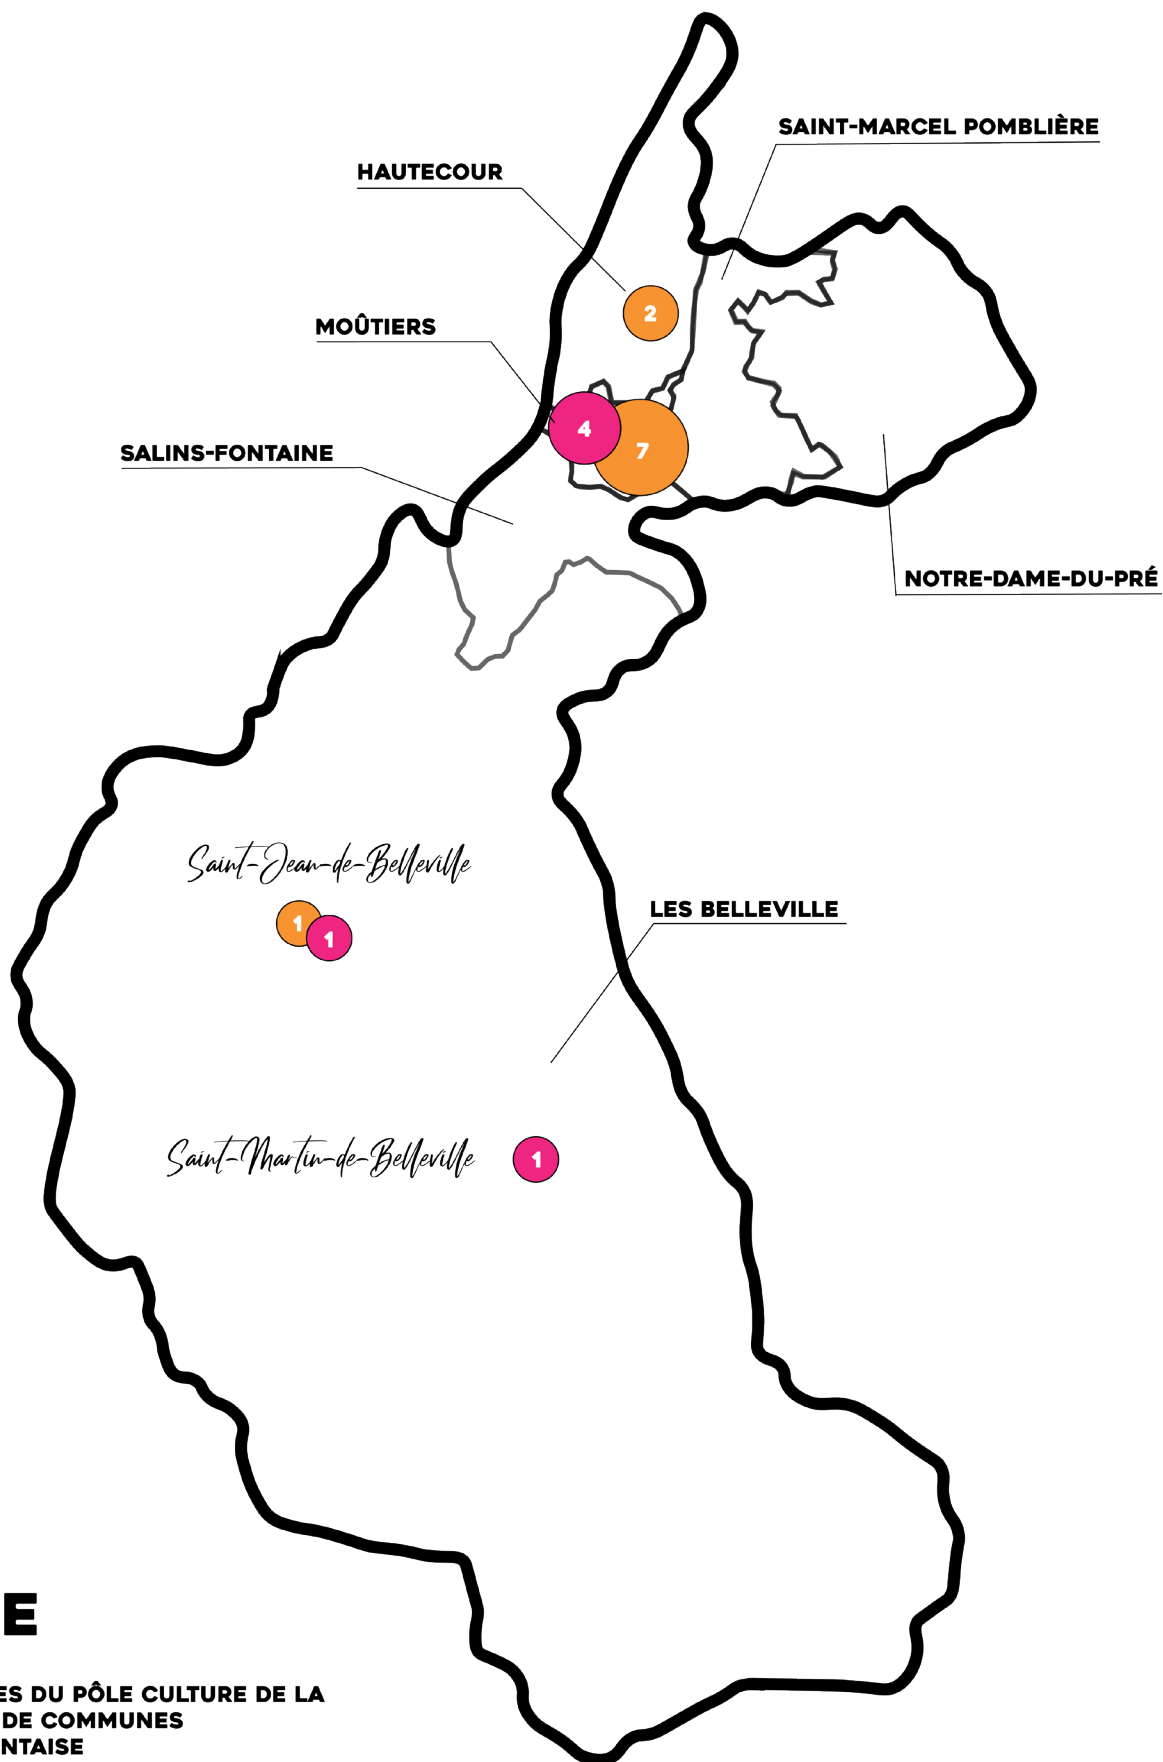 SAINT-MARCEL POMBLIÈRE
HAUTECOUR
2
MOÛTIERS
4
7
SALINS-FONTAINE
NOTRE-DAME-DU-PRÉ
Saint-Jean-de-Belleville
1
1
LES BELLEVILLE
Saint-Martin-de-Belleville
1
E
ES DU PÔLE CULTURE DE LA
DE COMMUNES
NTAISE